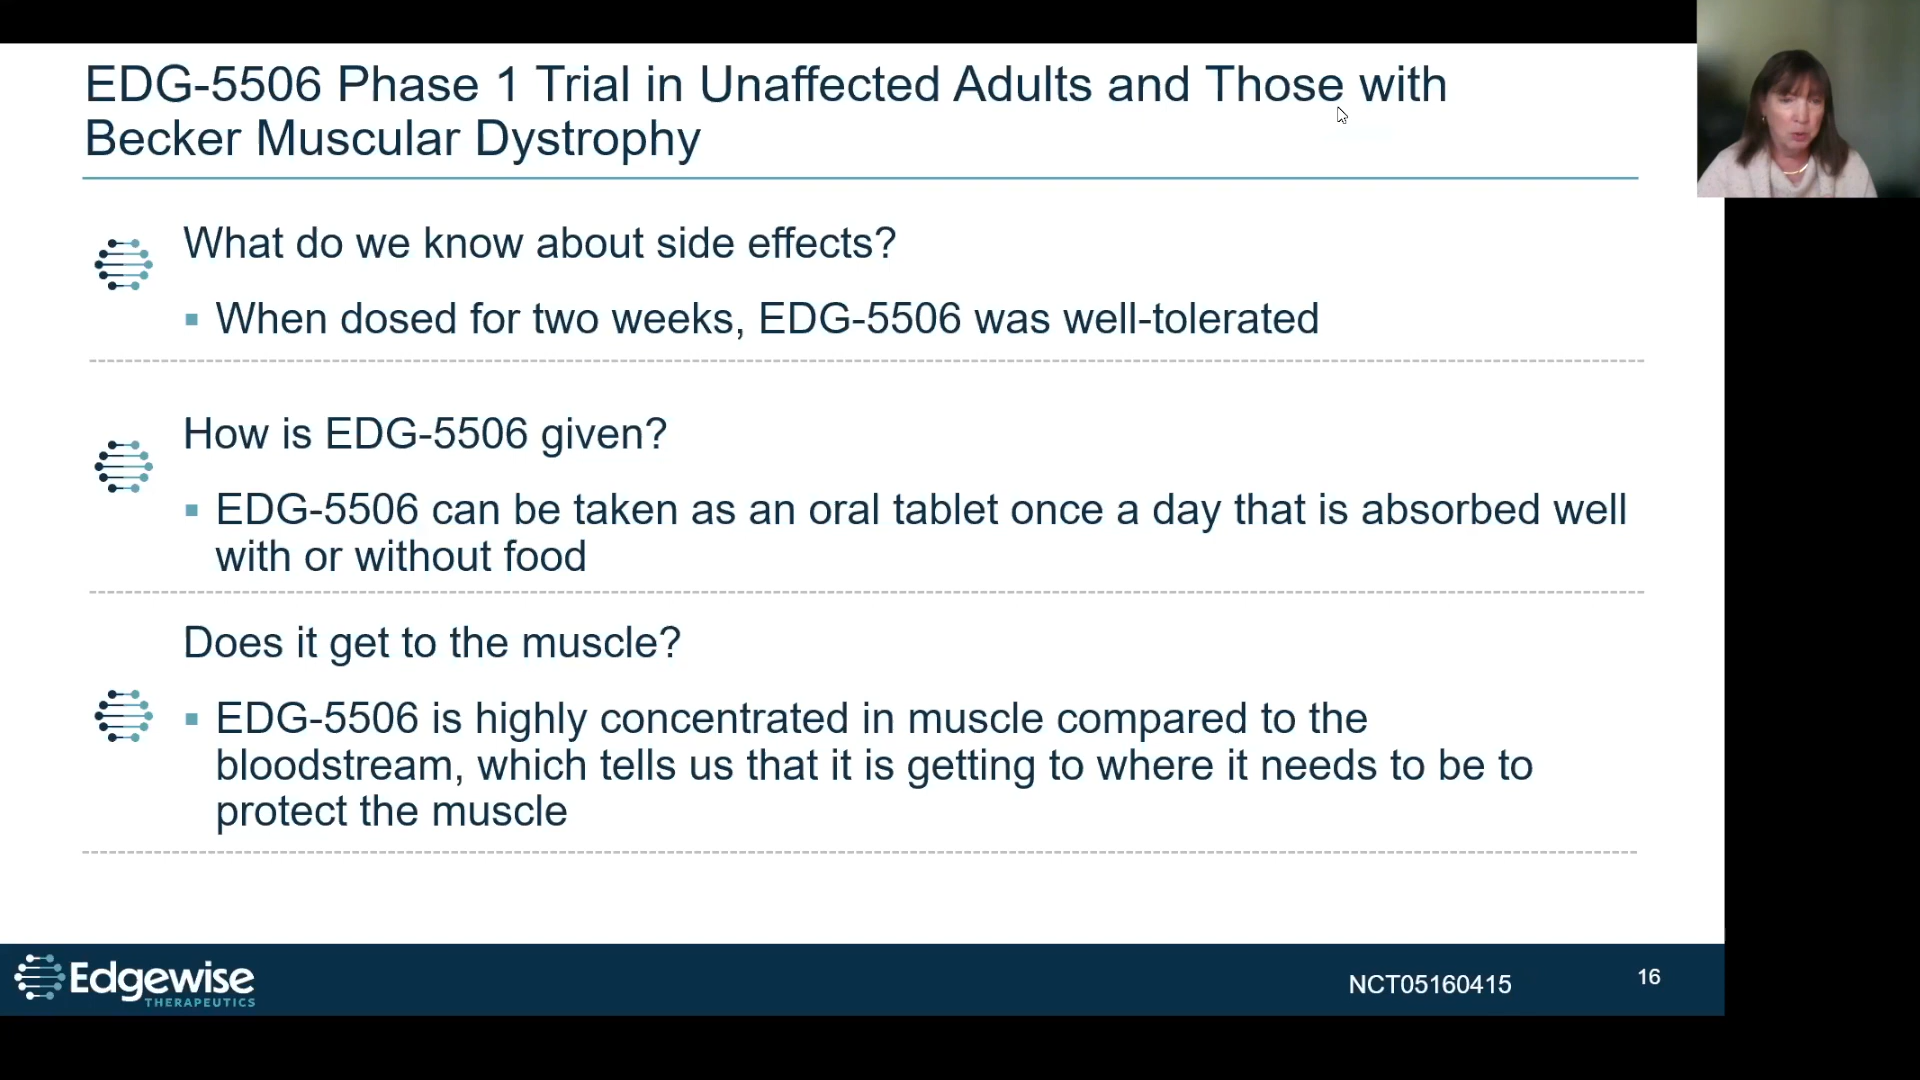 EDG-5506 Phase 1 Trial in Unaffected Adults and Those with
Becker Muscular Dystrophy
What do we know about side effects?
When dosed for two weeks, EDG-5506 was well-tolerated
How is EDG-5506 given?
EDG-5506 can be taken as an oral tablet once a day that is absorbed well
with or without food
Does it get to the muscle?
EDG-5506 is highly concentrated in muscle compared to the
bloodstream, which tells us that it is getting to where it needs to be to
protect the muscle
Edgewise
THERAPEUTICS
NCT05160415
16